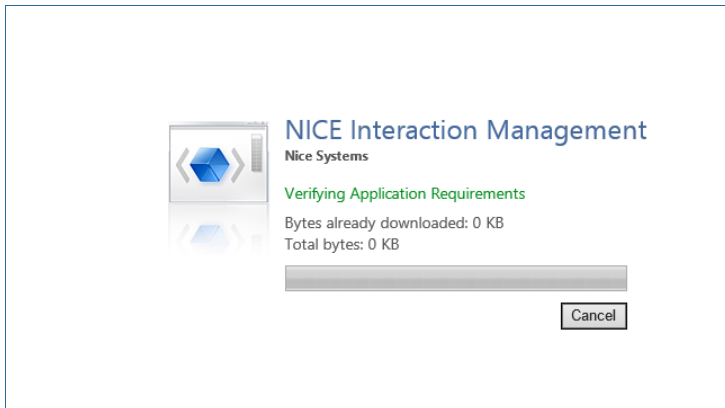 NICE Interaction Management
Nice Systems
Verifying Application Requirements
Bytes already downloaded: 0 KB
Total bytes: 0 KB
Cancel